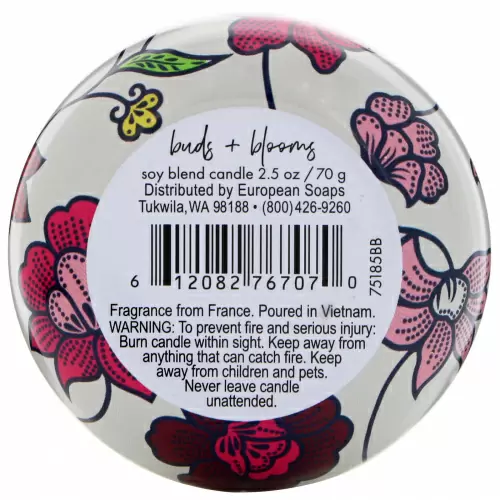 buds + blooms
soy blend candle 2.5 oz / 70 g
Distributed by European Soaps
Tukwila, WA 98188 • (800)426-9260
6 12082 76707 0
75185BB
Fragrance from France. Poured in Vietnam.
WARNING: To prevent fire and serious injury:
Burn candle within sight. Keep away from
anything that can catch fire. Keep
away from children and pets.
Never leave candle
unattended.